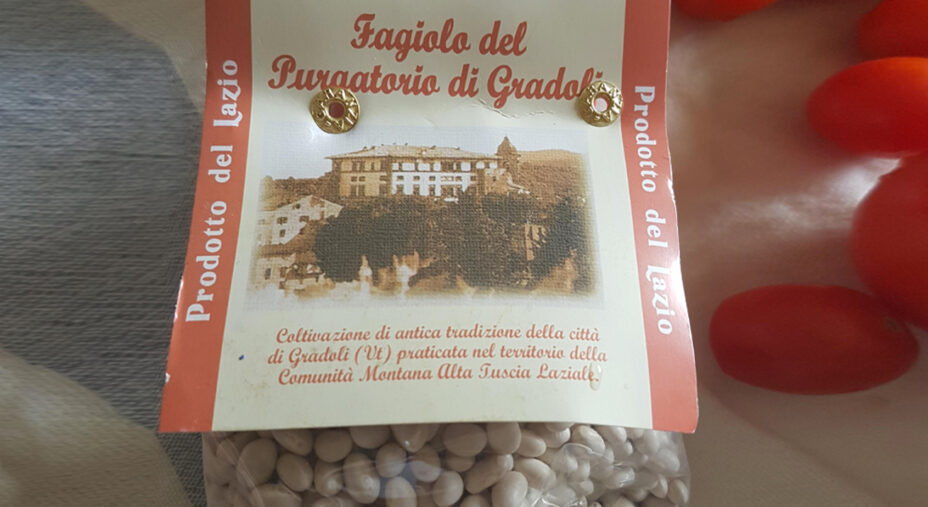 Fagiolo del
Purgatorio di Gradoli
Prodotto del Lazio
Prodotto del Lazio
Coltivazione di antica tradizione della città
di Gradoli (Vt) praticata nel territorio della
Comunità Montana Alta Tuscia Laziale.